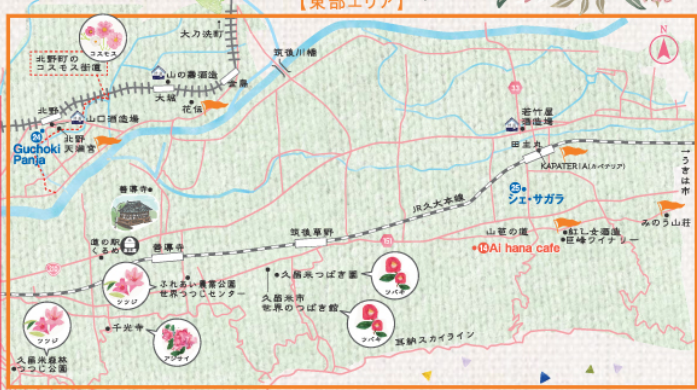 【東部エリア】
コスモス
大刀洗町
筑後川橋
N
北野町の
コスモス街道
山の壽酒造
金島
大堰
花伝
33
北野
山口酒造場
若竹屋
酒造場
24
Guchoki
Panja
北野
天満宮
田主丸
KAPATERIA(カパテリア)
うきは市
善導寺
JR久大本線
25
シェ・サガラ
みのう山荘
筑後草野
151
山苞の道
紅乙女酒造
巨峰ワイナリー
道の駅
くるめ
善導寺
14 Ai hana cafe
久留米つばき園
ツバキ
ツツジ
ふれあい農業公園
世界つつじセンター
久留米市
世界のつばき館
ツバキ
ツツジ
千光寺
アジサイ
耳納スカイライン
久留米森林
つつじ公園